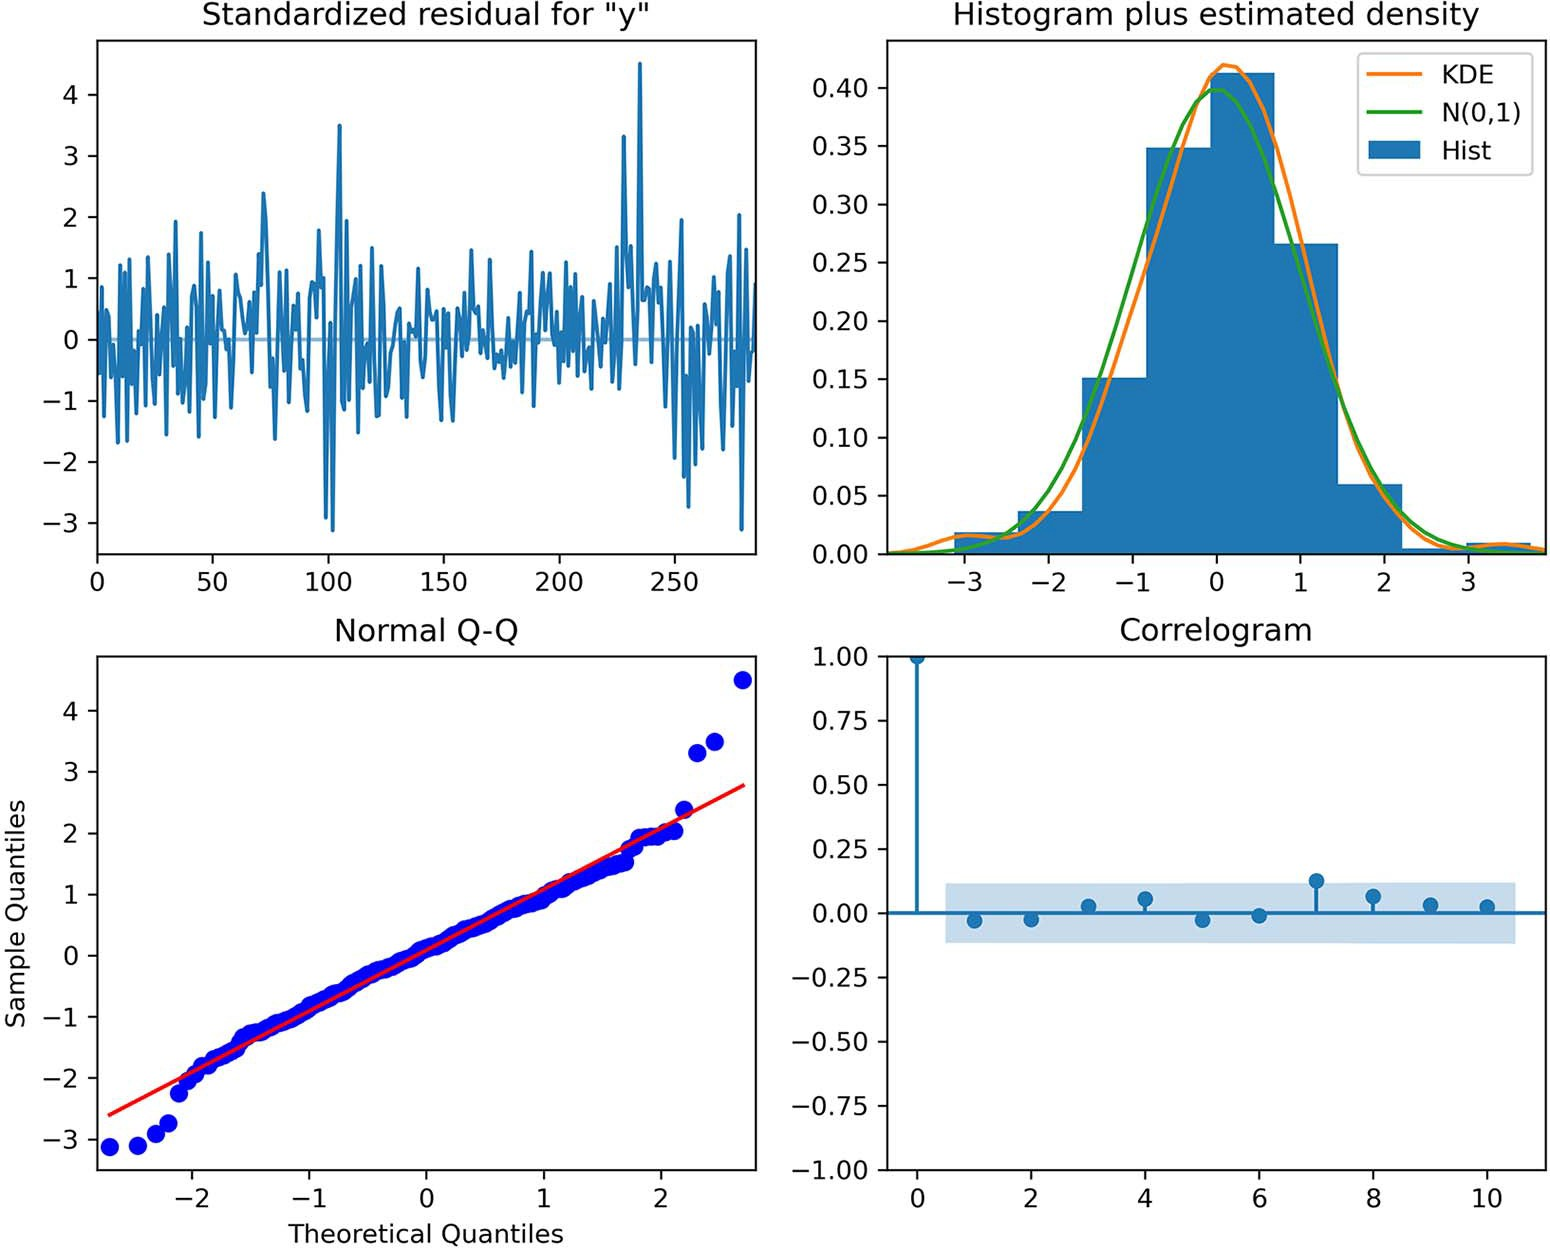 Standardized residual for "y"
4
3
2
1
0
−1
−2
−3
0 50 100 150 200 250
Histogram plus estimated density
KDE
N(0,1)
Hist
0.40
0.35
0.30
0.25
0.20
0.15
0.10
0.05
0.00
−3 −2 −1 0 1 2 3
Normal Q-Q
Sample Quantiles
4
3
2
1
0
−1
−2
−3
−2 −1 0 1 2
Theoretical Quantiles
Correlogram
1.00
0.75
0.50
0.25
0.00
−0.25
−0.50
−0.75
−1.00
0 2 4 6 8 10